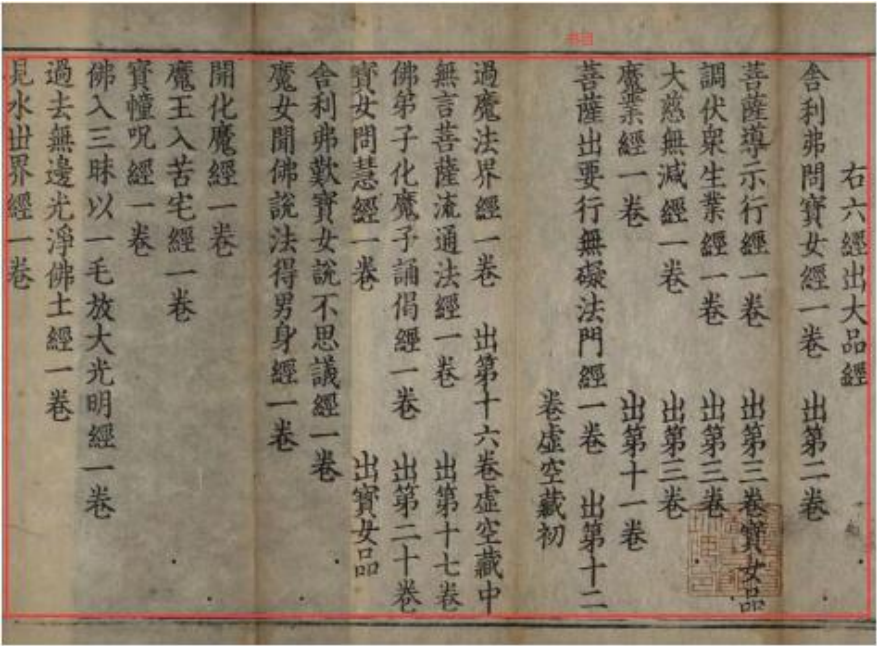 书目
右六經出大品經
舍利弗問寶女經一卷 出第二卷
菩薩導示行經一卷 出第三卷寶女品
調伏衆生業經一卷 出第三卷
大慈無減經一卷 出第三卷
魔業經一卷 出第十一卷
菩薩出要行無礙法門經一卷 出第十二
卷虛空藏初
過魔法界經一卷 出第十六卷虛空藏中
無言菩薩流通法經一卷 出第十七卷
佛弟子化魔子誦偈經一卷 出第二十卷
寶女問慧經一卷 出寶女品
舍利弗歎寶女說不思議經一卷
魔女聞佛說法得男身經一卷
開化魔經一卷
魔王入苦宅經一卷
寶幢呪經一卷
佛入三昧以一毛放大光明經一卷
過去無邊光淨佛土經一卷
見水世界經一卷